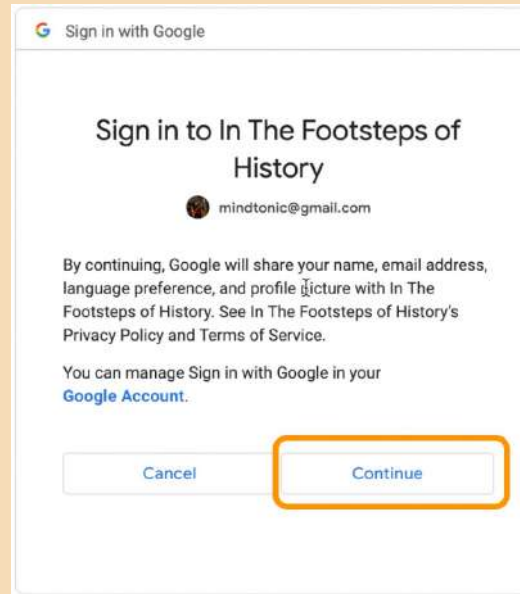 Sign in with Google
Sign in to In The Footsteps of
History
mindtonic@gmail.com
By continuing, Google will share your name, email address,
language preference, and profile picture with In The
Footsteps of History. See In The Footsteps of History's
Privacy Policy and Terms of Service.
You can manage Sign in with Google in your
Google Account.
Cancel
Continue